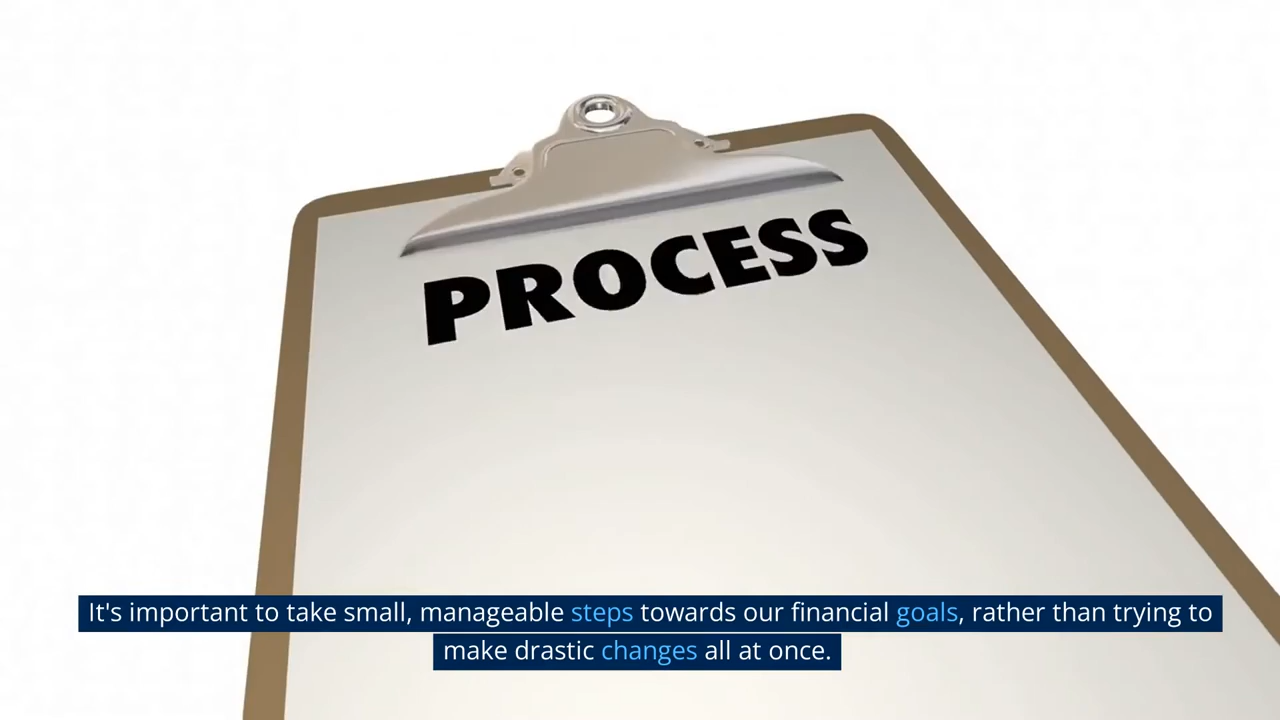 PROCESS
It's important to take small, manageable steps towards our financial goals, rather than trying to
make drastic changes all at once.